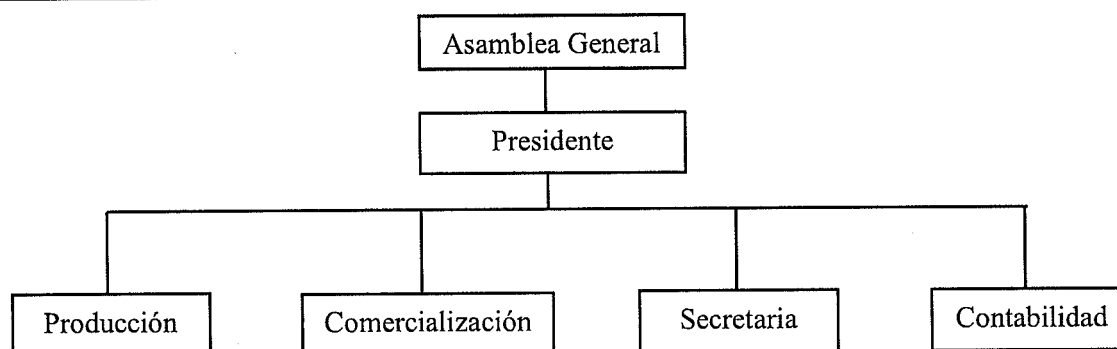 Asamblea General
Presidente
Producción
Comercialización
Secretaria
Contabilidad